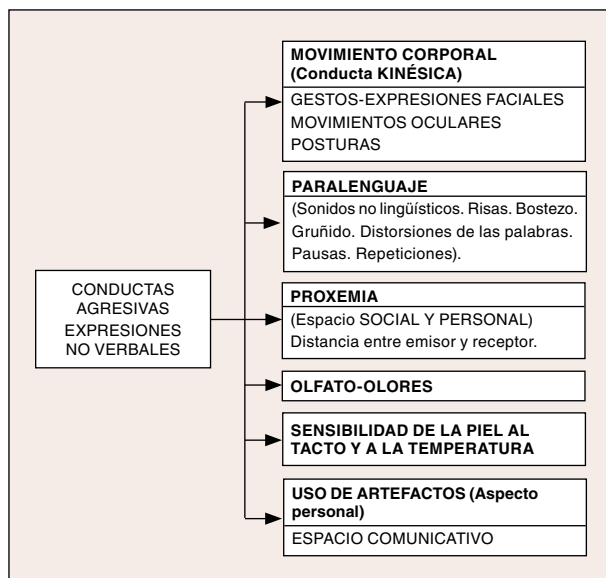 CONDUCTAS
AGRESIVAS
EXPRESIONES
NO VERBALES
MOVIMIENTO CORPORAL
(Conducta KINÉSICA)
GESTOS-EXPRESIONES FACIALES
MOVIMIENTOS OCULARES
POSTURAS
PARALENGUAJE
(Sonidos no lingüísticos. Risas. Bostezo.
Gruñido. Distorsiones de las palabras.
Pausas. Repeticiones).
PROXEMIA
(Espacio SOCIAL Y PERSONAL)
Distancia entre emisor y receptor.
OLFATO-OLORES
SENSIBILIDAD DE LA PIEL AL
TACTO Y A LA TEMPERATURA
USO DE ARTEFACTOS (Aspecto
personal)
ESPACIO COMUNICATIVO